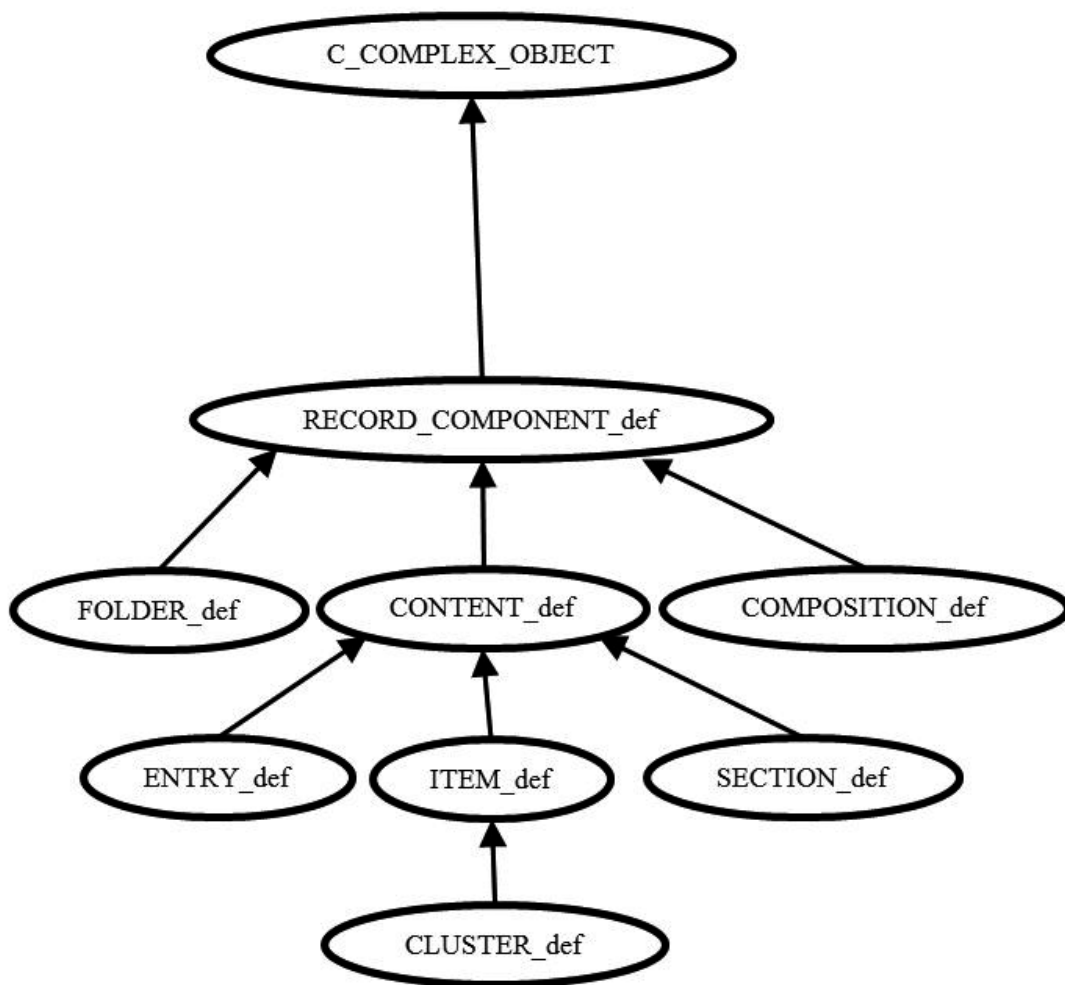 C_COMPLEX_OBJECT
RECORD_COMPONENT_def
FOLDER_def
CONTENT_def
COMPOSITION_def
ENTRY_def
ITEM_def
SECTION_def
CLUSTER_def